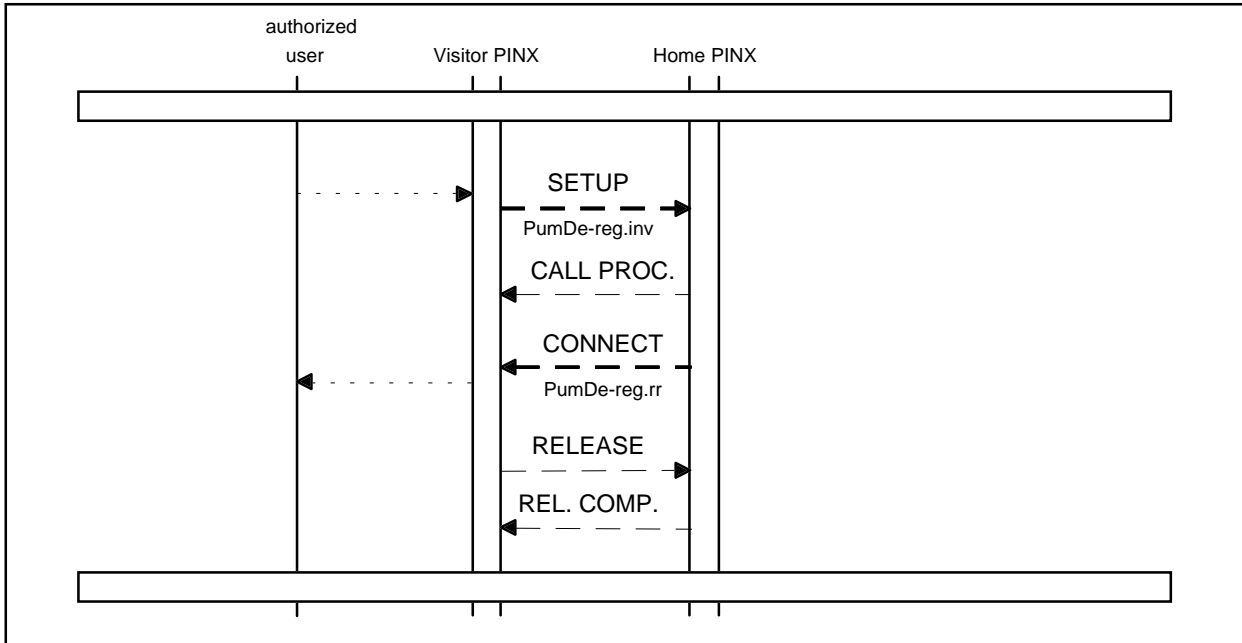 authorized
user
Visitor PINX
Home PINX
SETUP
PumDe-reg.inv
CALL PROC.
CONNECT
PumDe-reg.rr
RELEASE
REL. COMP.